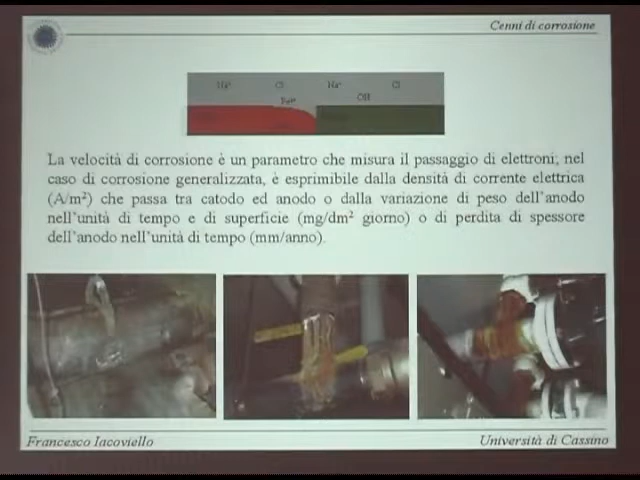 Cenni di corrosione
Na⁺ Cl⁻ Na⁺ Cl⁻
OH⁻
La velocità di corrosione è un parametro che misura il passaggio di elettroni; nel
caso di corrosione generalizzata, è esprimibile dalla densità di corrente elettrica
(A/m²) che passa tra catodo ed anodo o dalla variazione di peso dell'anodo
nell'unità di tempo e di superficie (mg/dm² giorno) o di perdita di spessore
dell'anodo nell'unità di tempo (mm/anno).
Francesco Iacoviello
Università di Cassino